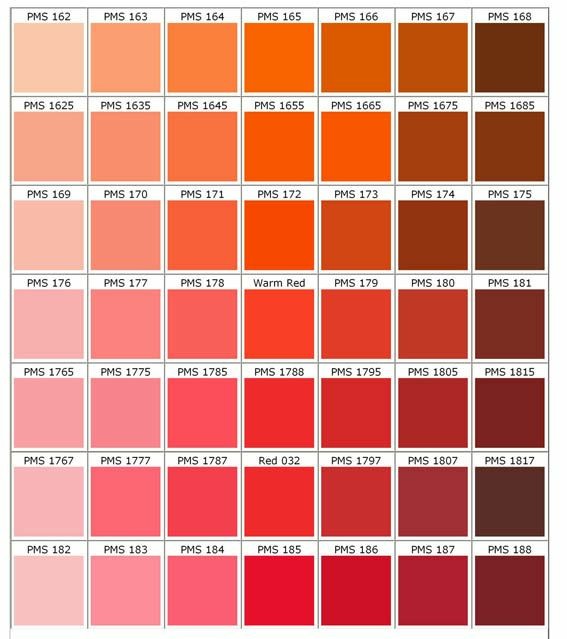 PMS 162 PMS 163 PMS 164 PMS 165 PMS 166 PMS 167 PMS 168
PMS 1625 PMS 1635 PMS 1645 PMS 1655 PMS 1665 PMS 1675 PMS 1685
PMS 169 PMS 170 PMS 171 PMS 172 PMS 173 PMS 174 PMS 175
PMS 176 PMS 177 PMS 178 Warm Red PMS 179 PMS 180 PMS 181
PMS 1765 PMS 1775 PMS 1785 PMS 1788 PMS 1795 PMS 1805 PMS 1815
PMS 1767 PMS 1777 PMS 1787 Red 032 PMS 1797 PMS 1807 PMS 1817
PMS 182 PMS 183 PMS 184 PMS 185 PMS 186 PMS 187 PMS 188